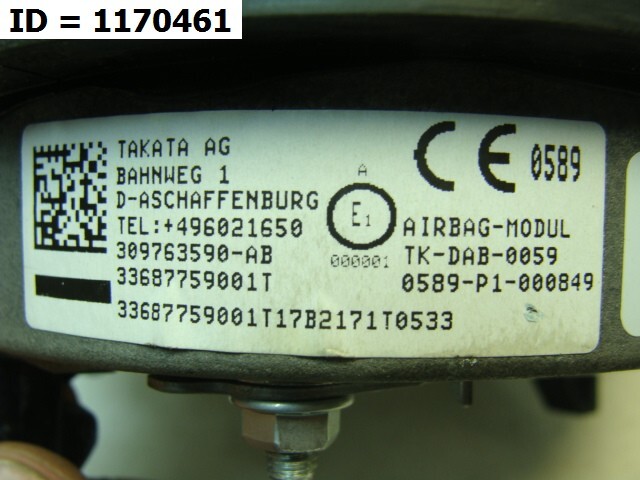 ID = 1170461
TAKATA AG
BAHNWEG 1
D-ASCHAFFENBURG
TEL:+496021650
309763590-AB
33687759001T
33687759001T17B2171T0533
A
E1
000001
CE 0589
AIRBAG-MODUL
TK-DAB-0059
0589-P1-000849